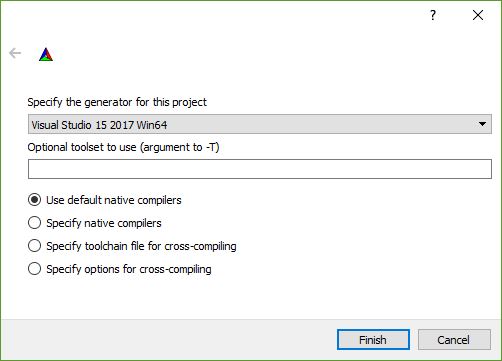 ?
Specify the generator for this project
Visual Studio 15 2017 Win64
Optional toolset to use (argument to -T)
Use default native compilers
Specify native compilers
Specify toolchain file for cross-compiling
Specify options for cross-compiling
Finish Cancel